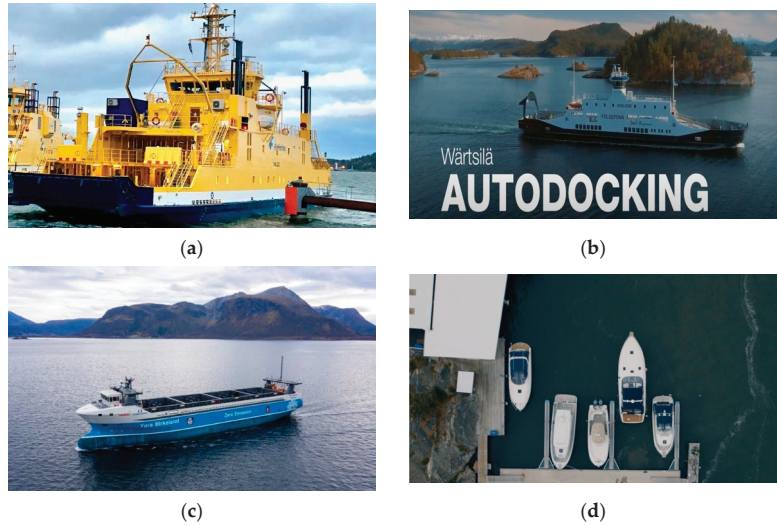 (a)
Wärtsilä
AUTODOCKING
(b)
Yara Birkeland
Zero Emission
(c)
(d)